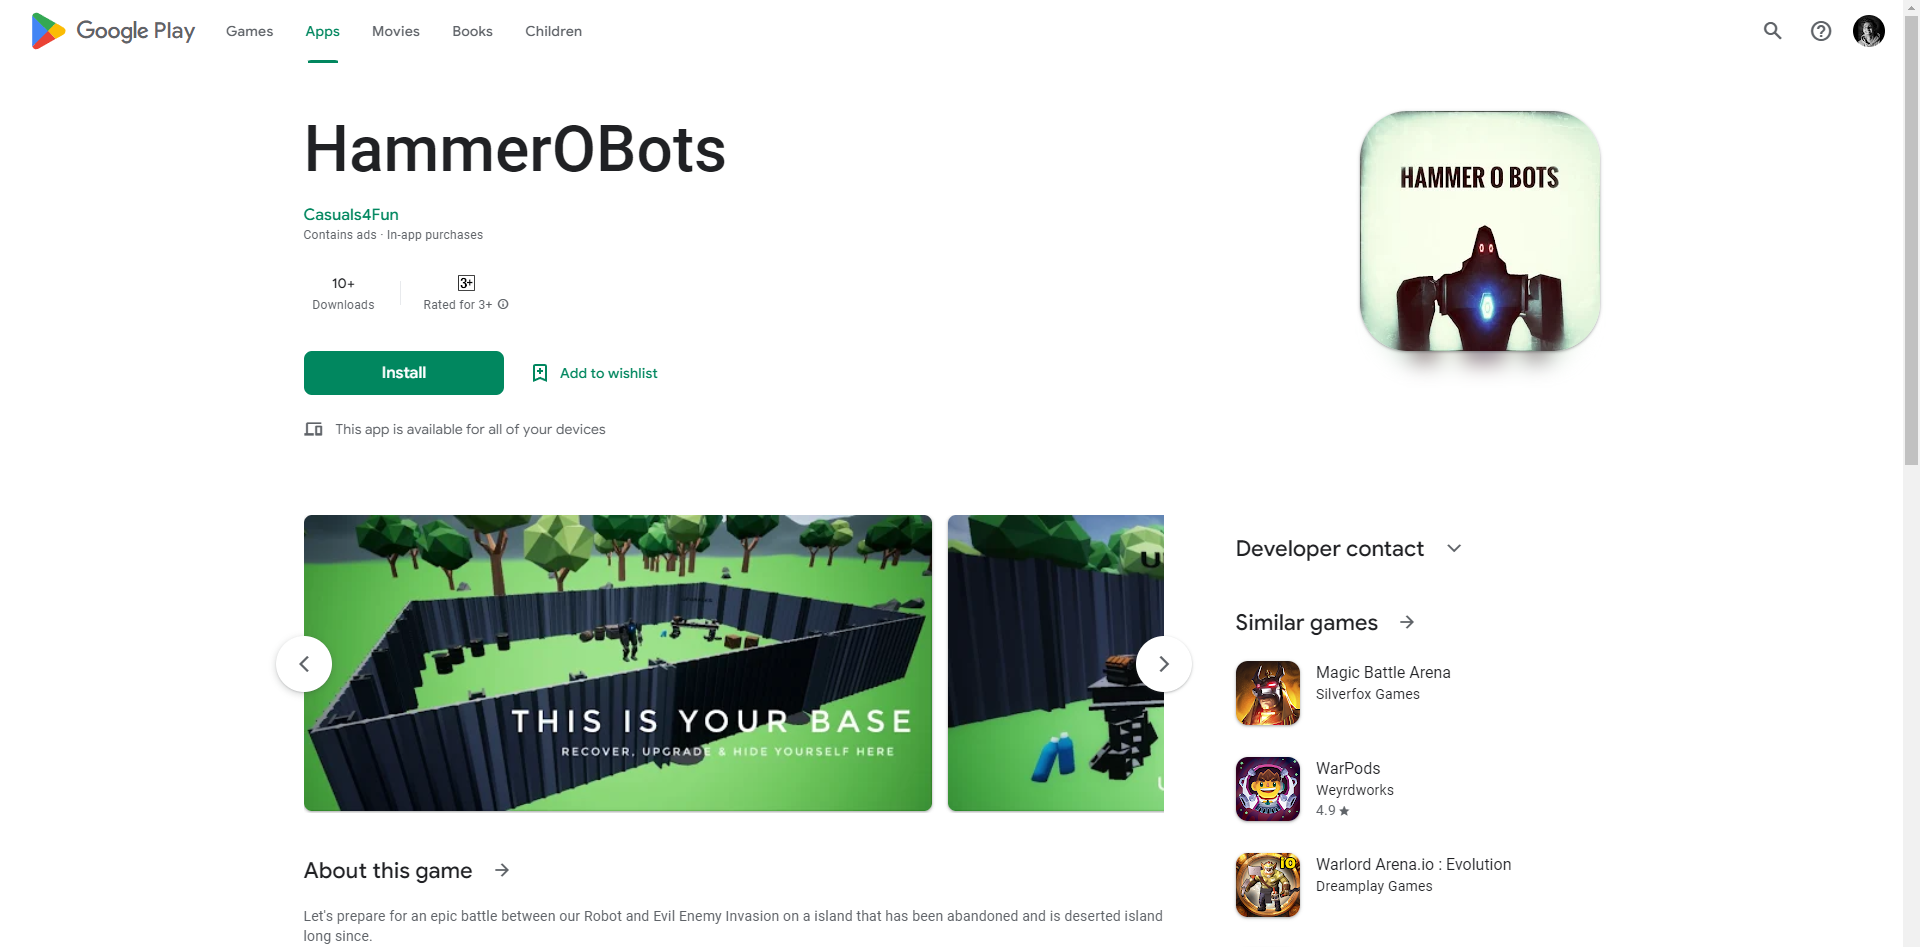 Google Play
Games
Apps
Movies
Books
Children
HammerOBots
Casuals4Fun
Contains ads · In-app purchases
10+
Downloads
3+
Rated for 3+
Install
Add to wishlist
This app is available for all of your devices
HAMMER O BOTS
THIS IS YOUR BASE
RECOVER, UPGRADE & HIDE YOURSELF HERE
U
Developer contact
Similar games
Magic Battle Arena
Silverfox Games
WarPods
Weyrdworks
4.9 ★
iO
Warlord Arena.io : Evolution
Dreamplay Games
About this game
Let's prepare for an epic battle between our Robot and Evil Enemy Invasion on a island that has been abandoned and is deserted island
long since.